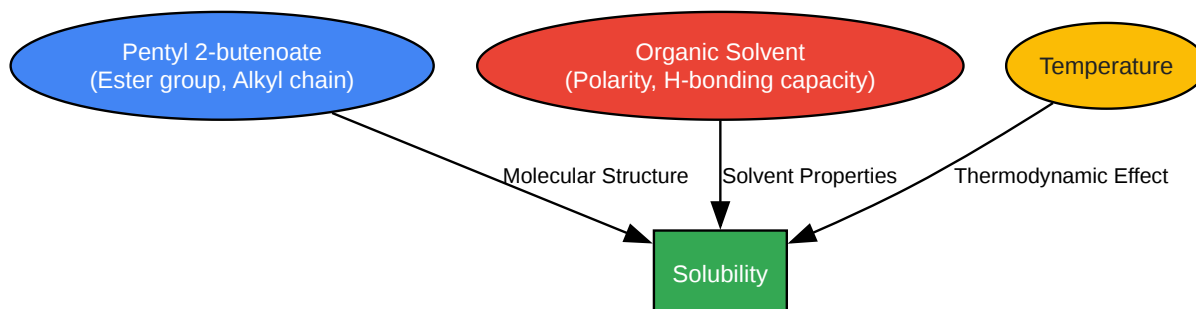 Pentyl 2-butenoate
(Ester group, Alkyl chain)
Organic Solvent
(Polarity, H-bonding capacity)
Temperature
Molecular Structure
Solvent Properties
Thermodynamic Effect
Solubility